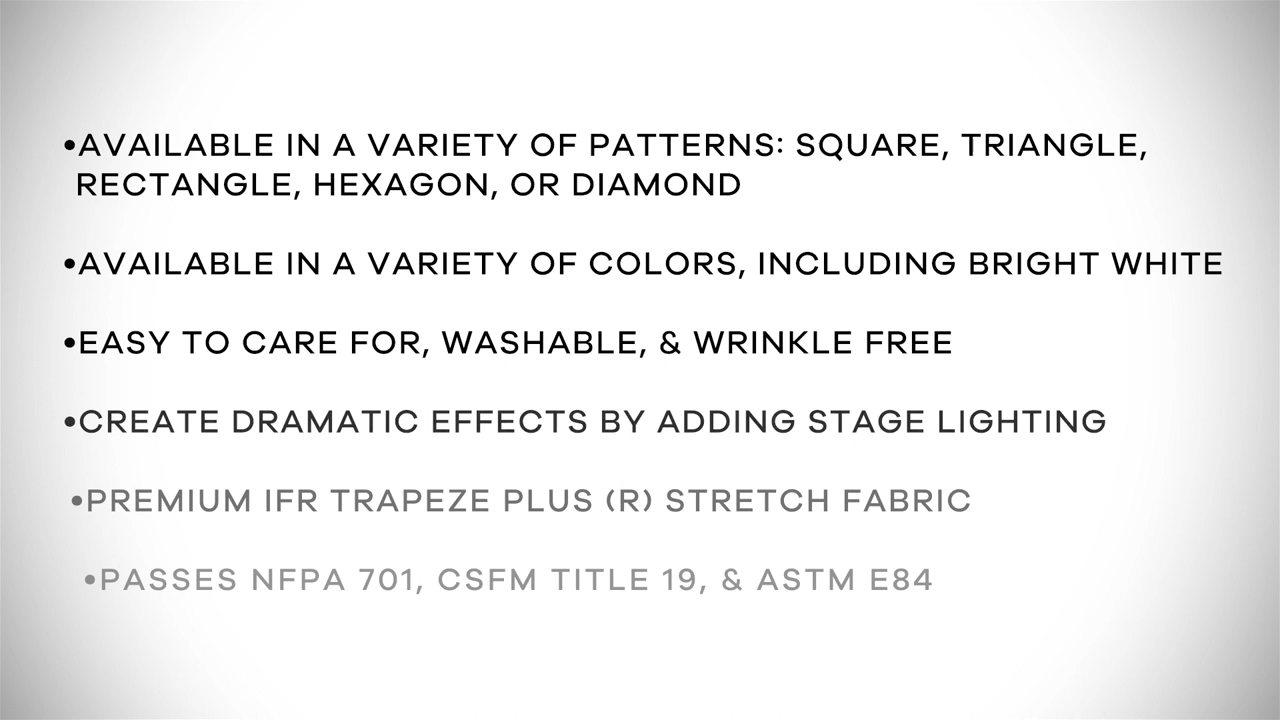 •AVAILABLE IN A VARIETY OF PATTERNS: SQUARE, TRIANGLE,
RECTANGLE, HEXAGON, OR DIAMOND
•AVAILABLE IN A VARIETY OF COLORS, INCLUDING BRIGHT WHITE
•EASY TO CARE FOR, WASHABLE, & WRINKLE FREE
•CREATE DRAMATIC EFFECTS BY ADDING STAGE LIGHTING
•PREMIUM IFR TRAPEZE PLUS (R) STRETCH FABRIC
•PASSES NFPA 701, CSFM TITLE 19, & ASTM E84